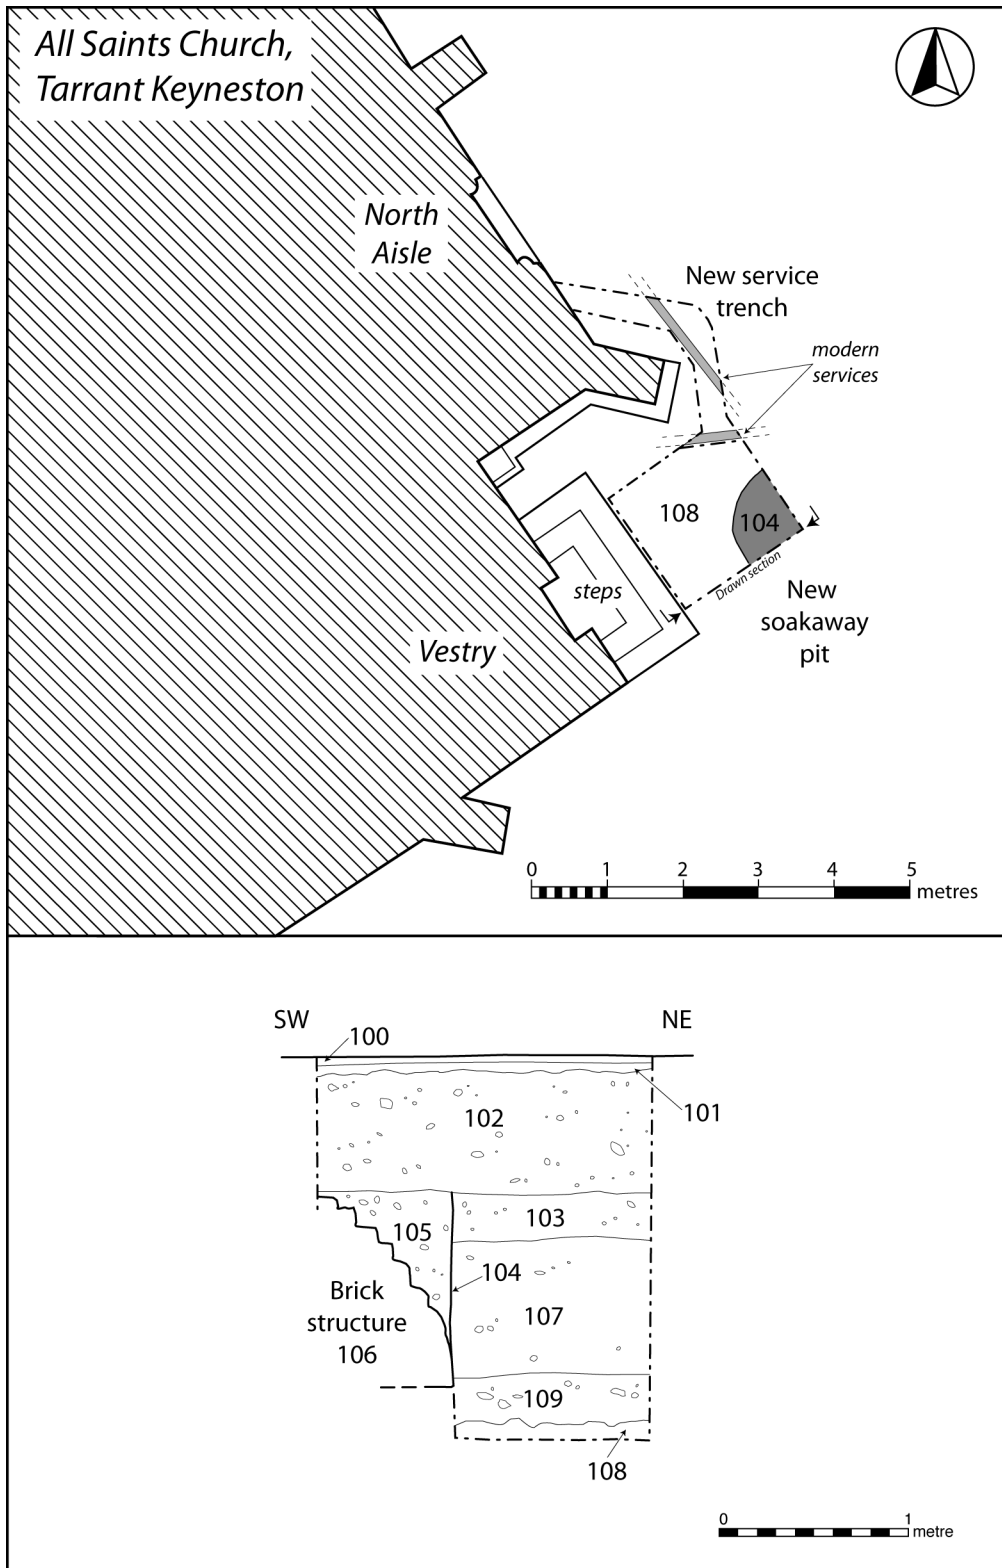 All Saints Church,
Tarrant Keyneston
North
Aisle
New service
trench
modern
services
108
104
Drawn section
steps
New
soakaway
pit
Vestry
0 1 2 3 4 5
metres
SW
NE
100
101
102
103
105
104
Brick
structure
106
107
109
108
0 1
metre